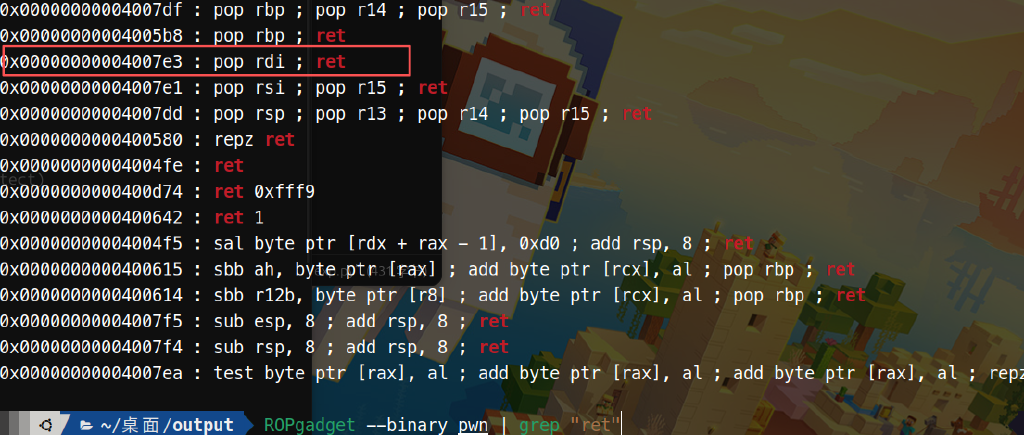 0x00000000004007df : pop rbp ; pop r14 ; pop r15 ; ret
0x00000000004005b8 : pop rbp ; ret
0x00000000004007e3 : pop rdi ; ret
0x00000000004007e1 : pop rsi ; pop r15 ; ret
0x00000000004007dd : pop rsp ; pop r13 ; pop r14 ; pop r15 ; ret
0x0000000000400580 : repz ret
0x00000000004004fe : ret
0x0000000000400d74 : ret 0xfff9
0x0000000000400642 : ret 1
0x00000000004004f5 : sal byte ptr [rdx + rax - 1], 0xd0 ; add rsp, 8 ; ret
0x0000000000400615 : sbb ah, byte ptr [rax] ; add byte ptr [rcx], al ; pop rbp ; ret
0x0000000000400614 : sbb r12b, byte ptr [r8] ; add byte ptr [rcx], al ; pop rbp ; ret
0x00000000004007f5 : sub esp, 8 ; add rsp, 8 ; ret
0x00000000004007f4 : sub rsp, 8 ; add rsp, 8 ; ret
0x00000000004007ea : test byte ptr [rax], al ; add byte ptr [rax], al ; add byte ptr [rax], al ; repz
~/桌面/output ROPgadget --binary pwn | grep "ret"